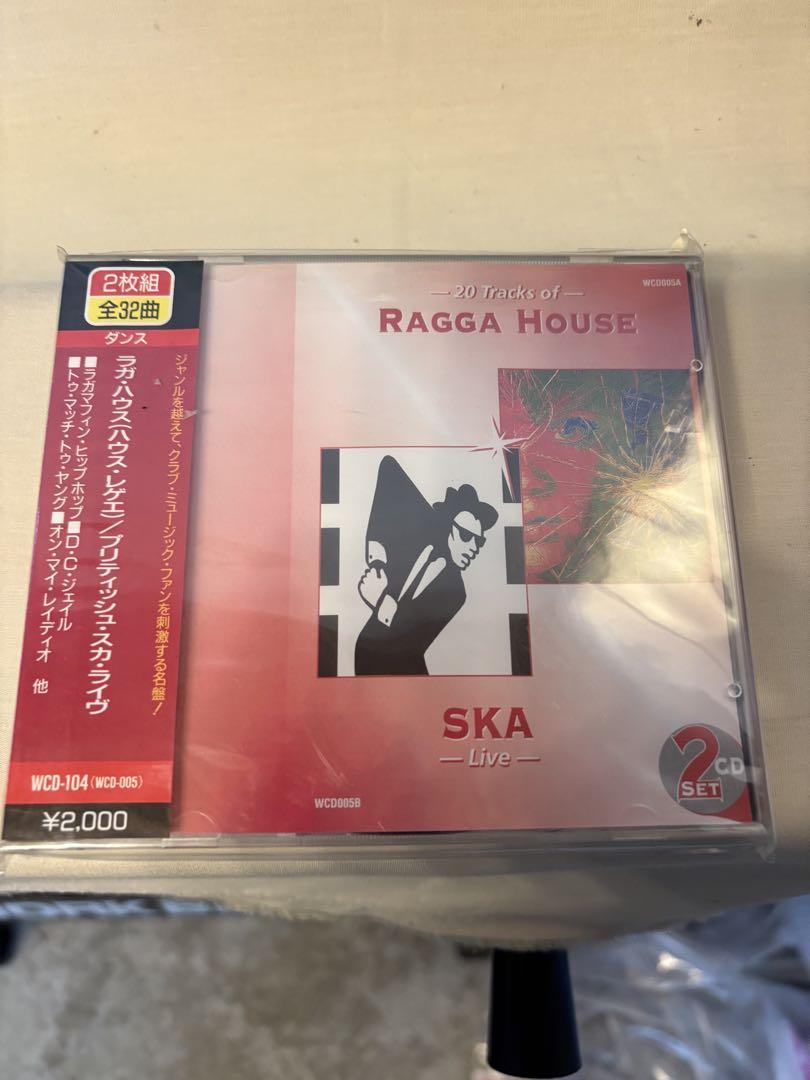 2枚組
全32曲
ダンス
ジャンルを越えて、クラブ・ミュージック・ファンを刺激する名盤!
ラガ・ハウス(ハウス・レゲエ)/ブリティッシュ・スカ・ライヴ
■ラガマフィン・ヒップホップ■D・C・ジェイル
■トゥ・マッチ・トゥ・ヤング■オン・マイ・レイディオ 他
WCD-104(WCD-005)
¥2,000
WCD005A
— 20 Tracks of —
RAGGA HOUSE
SKA
— Live —
WCD005B
2 CD
SET